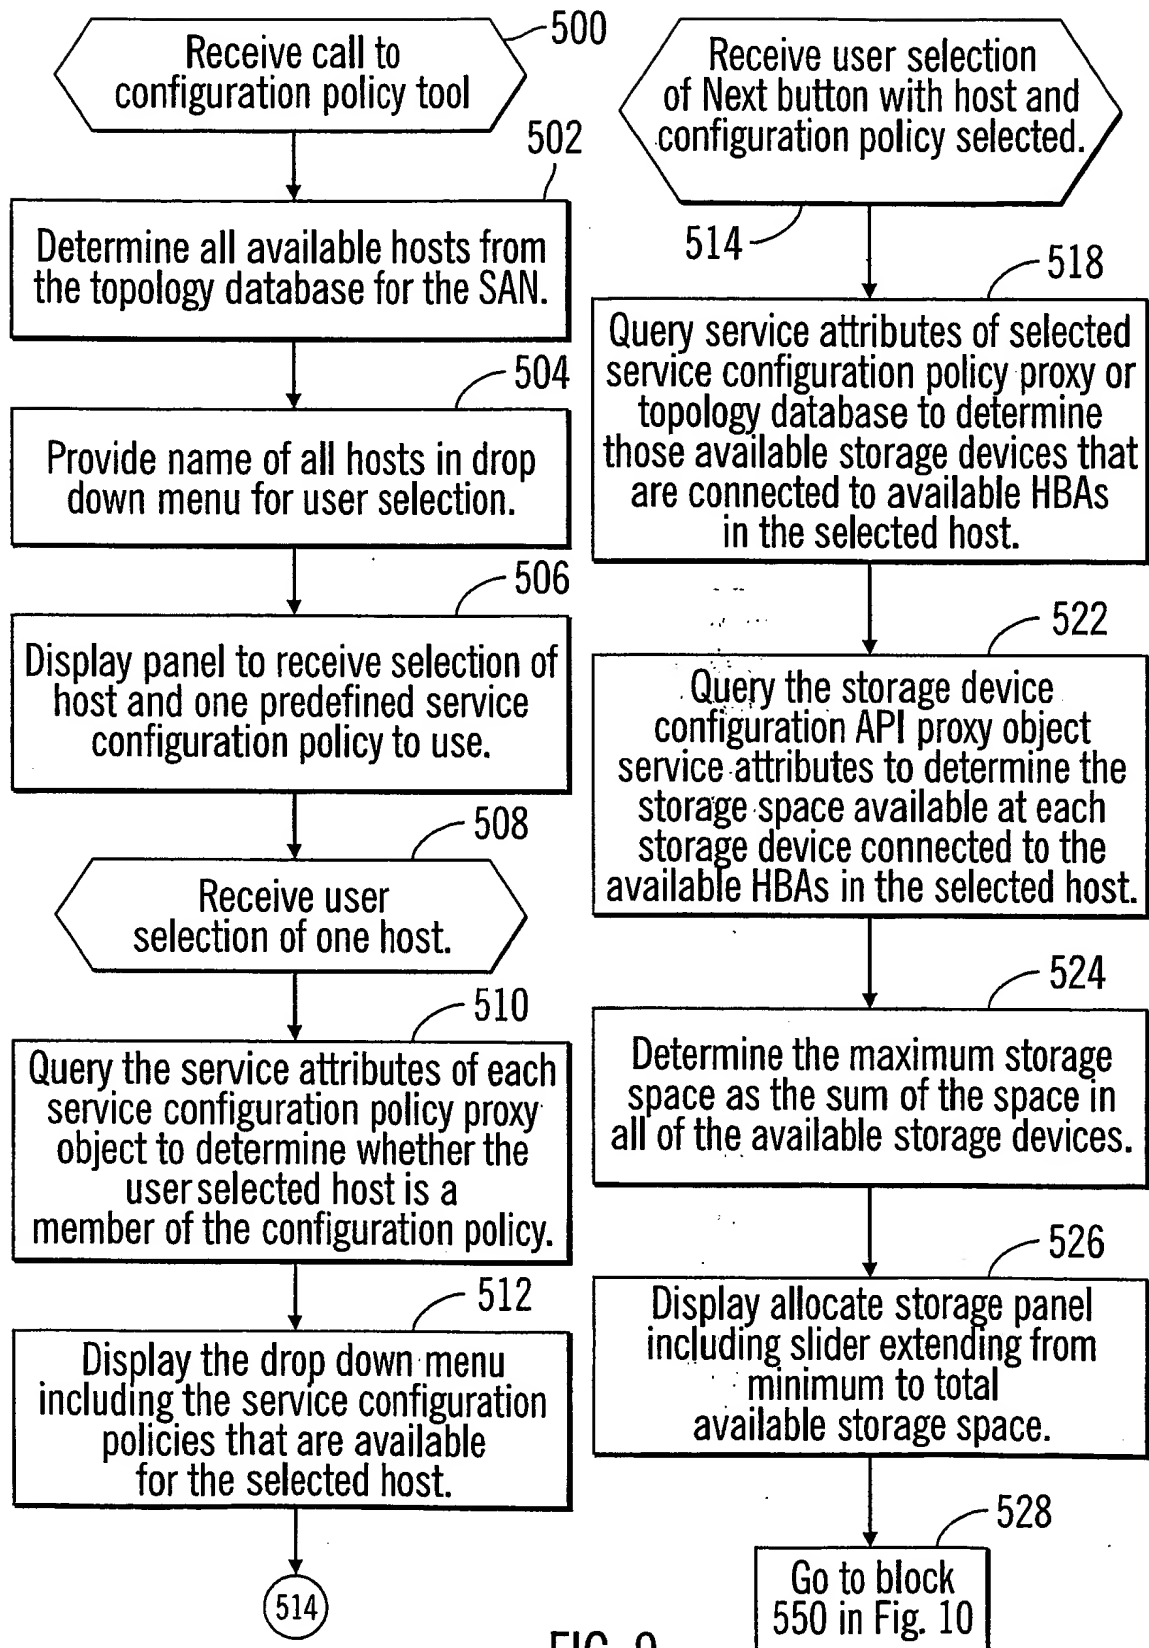 500
Receive call to
configuration policy tool
502
Determine all available hosts from
the topology database for the SAN.
504
Provide name of all hosts in drop
down menu for user selection.
506
Display panel to receive selection of
host and one predefined service
configuration policy to use.
508
Receive user
selection of one host.
510
Query the service attributes of each
service configuration policy proxy
object to determine whether the
user selected host is a
member of the configuration policy.
512
Display the drop down menu
including the service configuration
policies that are available
for the selected host.
514
Receive user selection
of Next button with host and
configuration policy selected.
514
518
Query service attributes of selected
service configuration policy proxy or
topology database to determine
those available storage devices that
are connected to available HBAs
in the selected host.
522
Query the storage device
configuration API proxy object
service attributes to determine the
storage space available at each
storage device connected to the
available HBAs in the selected host.
524
Determine the maximum storage
space as the sum of the space in
all of the available storage devices.
526
Display allocate storage panel
including slider extending from
minimum to total
available storage space.
528
Go to block
550 in Fig. 10
FIG.